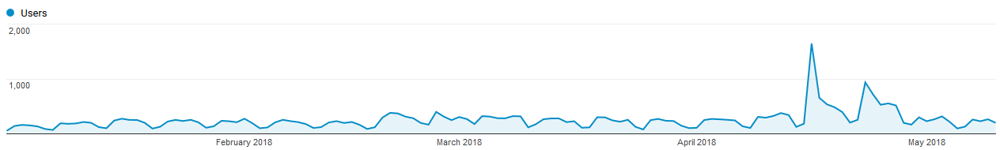 Users
2,000
1,000
February 2018
March 2018
April 2018
May 2018